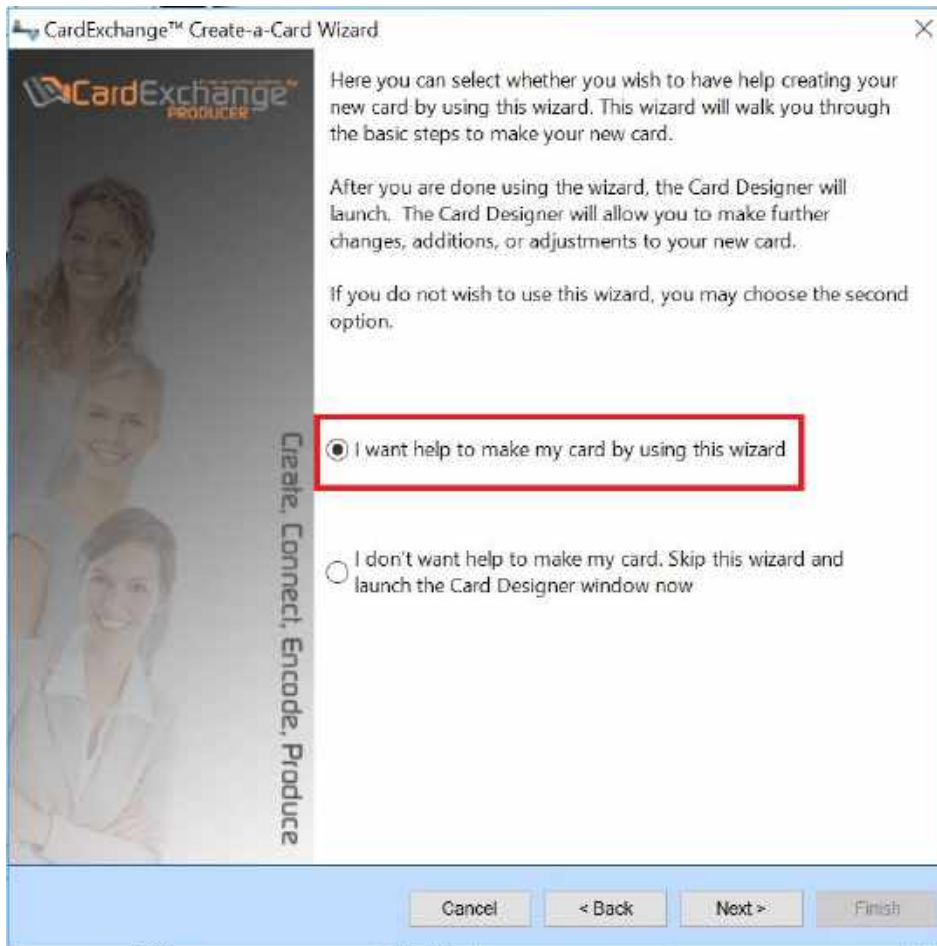 CardExchange™ Create-a-Card Wizard
CardExchange™
PRODUCER
Here you can select whether you wish to have help creating your
new card by using this wizard. This wizard will walk you through
the basic steps to make your new card.
After you are done using the wizard, the Card Designer will
launch. The Card Designer will allow you to make further
changes, additions, or adjustments to your new card.
If you do not wish to use this wizard, you may choose the second
option.
I want help to make my card by using this wizard
I don't want help to make my card. Skip this wizard and
launch the Card Designer window now
Create, Connect, Encode, Produce
Cancel
< Back
Next >
Finish